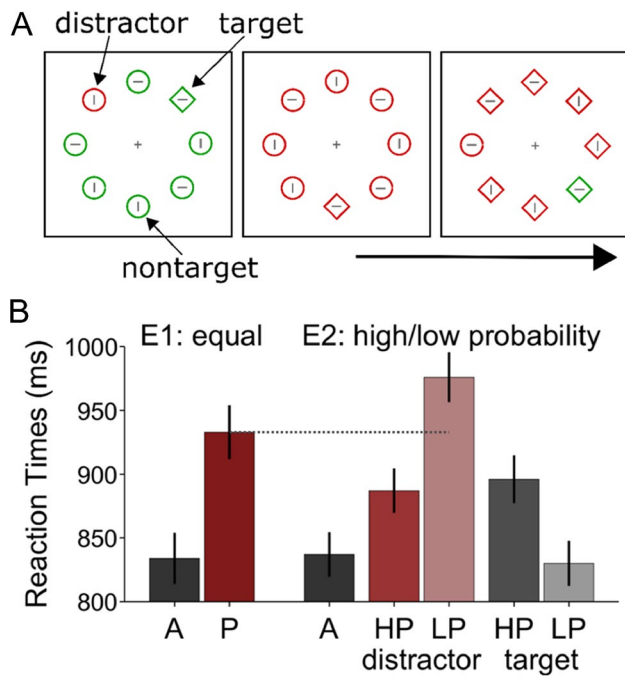 A
distractor target
nontarget
B
E1: equal E2: high/low probability
Reaction Times (ms)
1000
950
900
850
800
A P A HP LP HP LP
distractor target